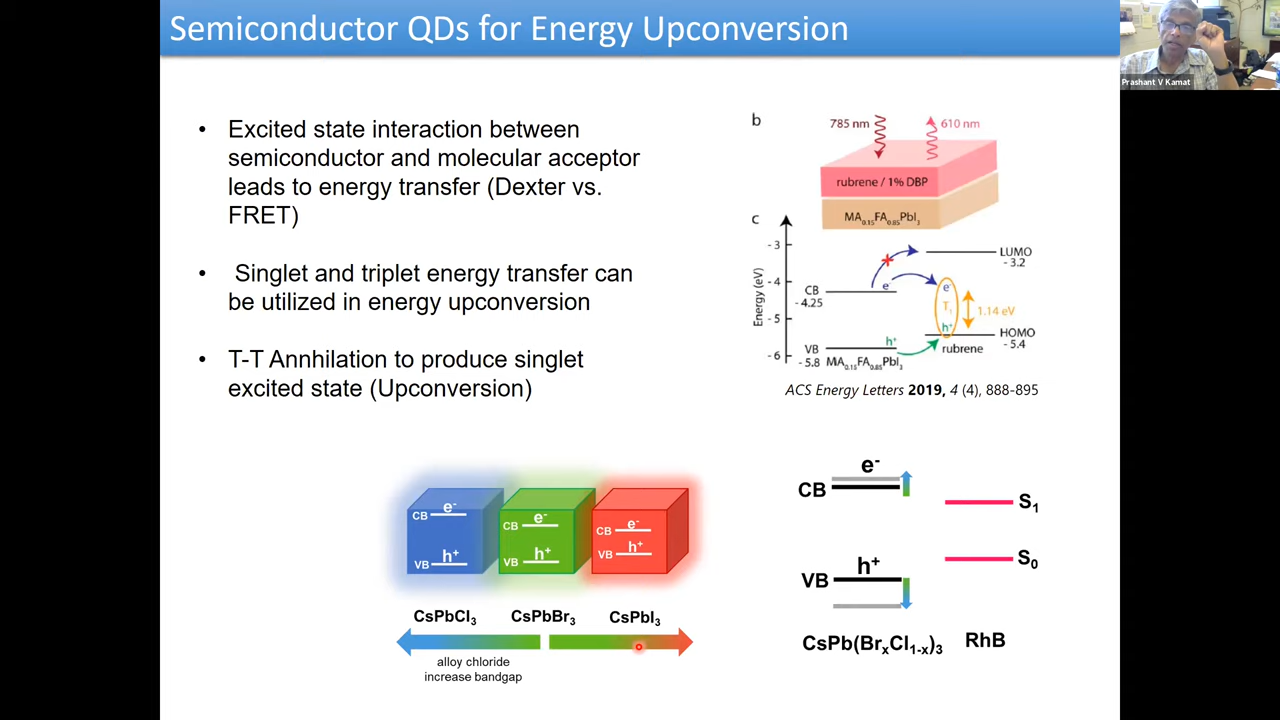 Semiconductor QDs for Energy Upconversion
Prashant V Kamat
• Excited state interaction between
semiconductor and molecular acceptor
leads to energy transfer (Dexter vs.
FRET)
• Singlet and triplet energy transfer can
be utilized in energy upconversion
• T-T Annhilation to produce singlet
excited state (Upconversion)
b
785 nm
610 nm
rubrene / 1% DBP
MA0.15FA0.85PbI3
c
Energy (eV)
- 3
- 4
- 5
- 6
CB
- 4.25
e-
LUMO
- 3.2
e-
T1
h+
1.14 eV
HOMO
- 5.4
rubrene
h+
VB
- 5.8
MA0.15FA0.85PbI3
ACS Energy Letters 2019, 4 (4), 888-895
CB e-
VB h+
CB e-
VB h+
CB e-
VB h+
CsPbCl3
CsPbBr3
CsPbI3
alloy chloride
increase bandgap
e-
CB
S1
h+
VB
S0
CsPb(BrxCl1-x)3
RhB